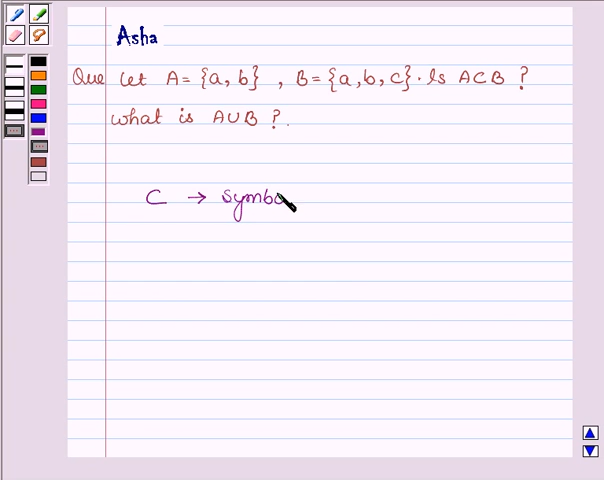 Asha
Que Let A = {a, b} , B = {a, b, c} . Is A⊂B ?
what is A∪B ?.
⊂ → symbo